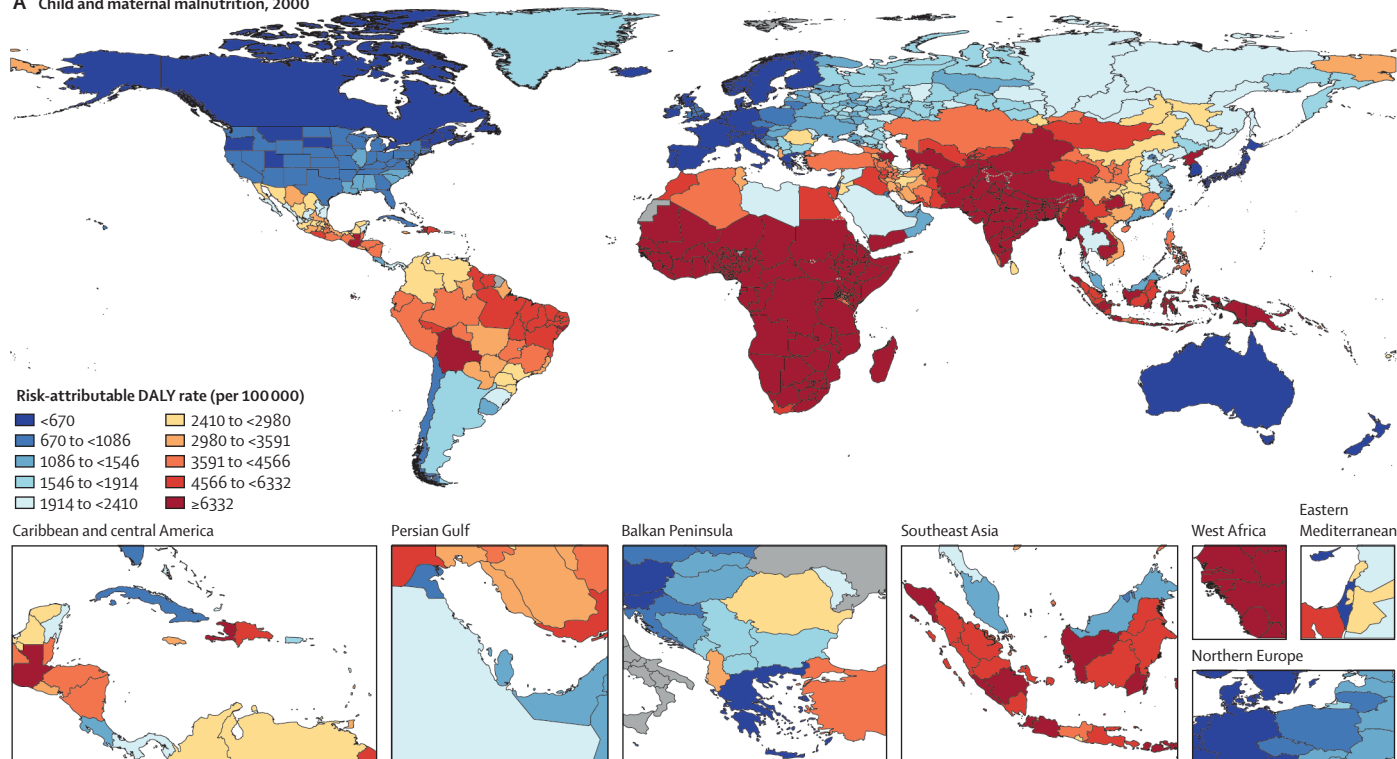 A Child and maternal malnutrition, 2000
Risk-attributable DALY rate (per 100 000)
<670
670 to <1086
1086 to <1546
1546 to <1914
1914 to <2410
2410 to <2980
2980 to <3591
3591 to <4566
4566 to <6332
≥6332
Caribbean and central America
Persian Gulf
Balkan Peninsula
Southeast Asia
West Africa
Eastern
Mediterranean
Northern Europe